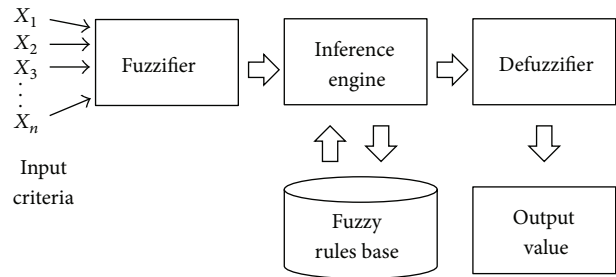 X₁
X₂
X₃
⋮
Xₙ
Input
criteria
Fuzzifier
Inference
engine
Defuzzifier
Fuzzy
rules base
Output
value